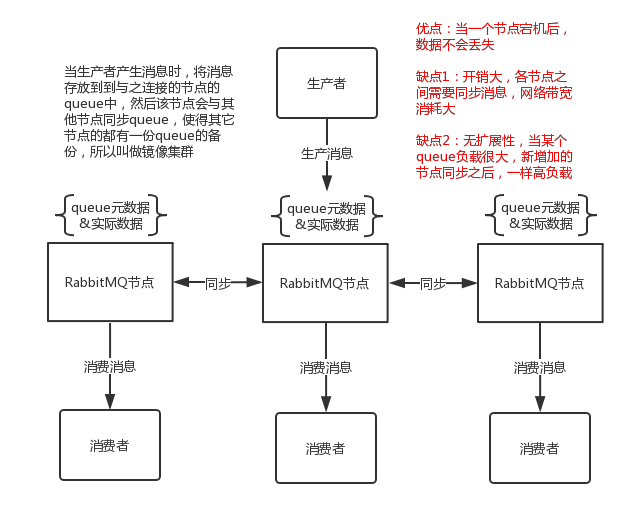 优点：当一个节点宕机后，
数据不会丢失
缺点1：开销大，各节点之
间需要同步消息，网络带宽
消耗大
缺点2：无扩展性，当某个
queue负载很大，新增加的
节点同步之后，一样高负载
当生产者产生消息时，将消息
存放到到与之连接的节点的
queue中，然后该节点会与其
他节点同步queue，使得其它
节点的都有一份queue的备
份，所以叫做镜像集群
生产者
生产消息
queue元数据
&实际数据
queue元数据
&实际数据
queue元数据
&实际数据
RabbitMQ节点
同步
RabbitMQ节点
同步
RabbitMQ节点
消费消息
消费消息
消费消息
消费者
消费者
消费者